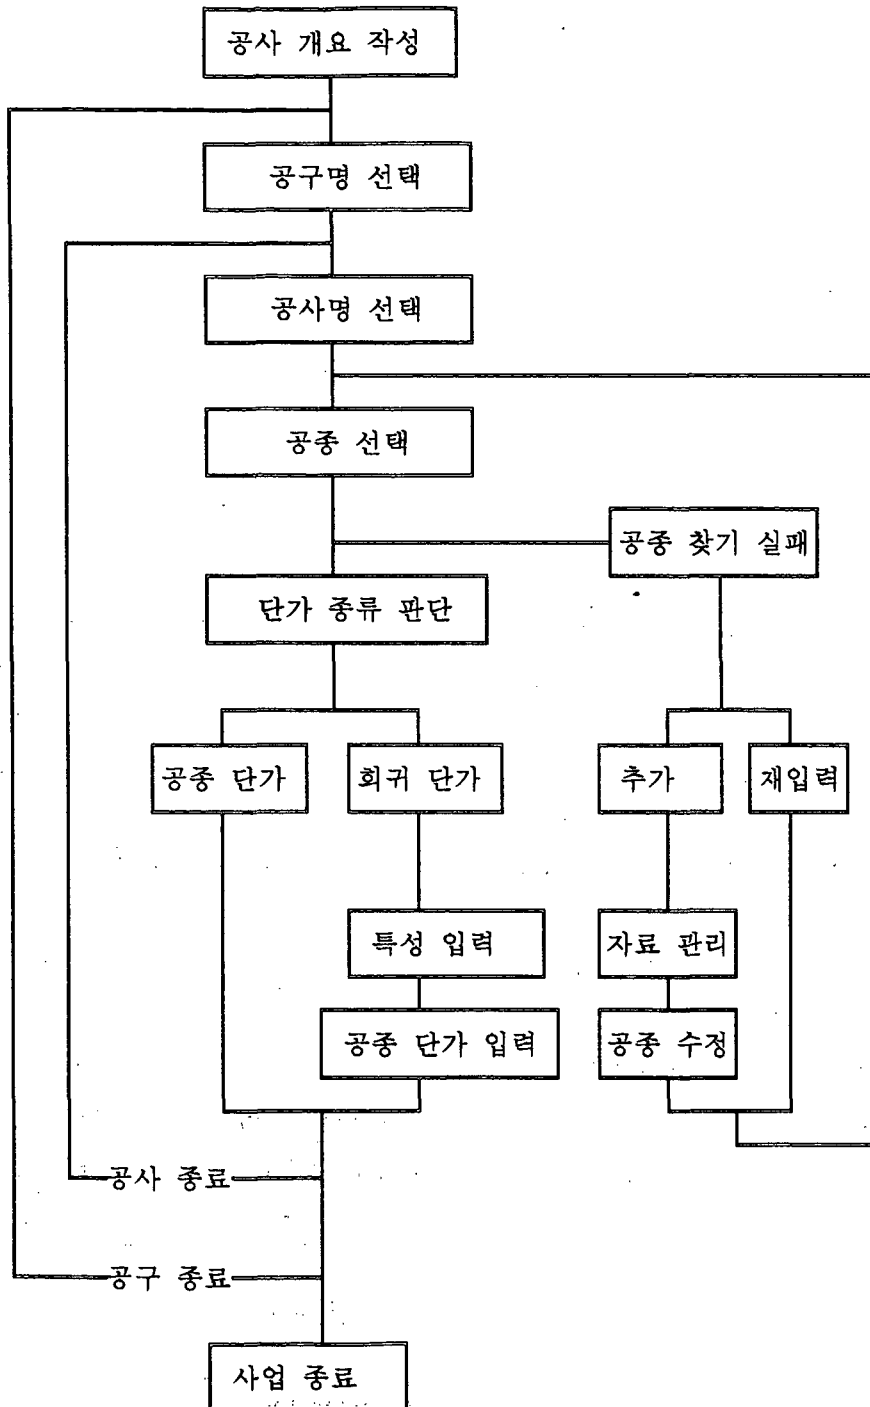 공사 개요 작성
공구명 선택
공사명 선택
공종 선택
공종 찾기 실패
단가 종류 판단
공종 단가
회귀 단가
추가
재입력
특성 입력
자료 관리
공종 단가 입력
공종 수정
공사 종료
공구 종료
사업 종료